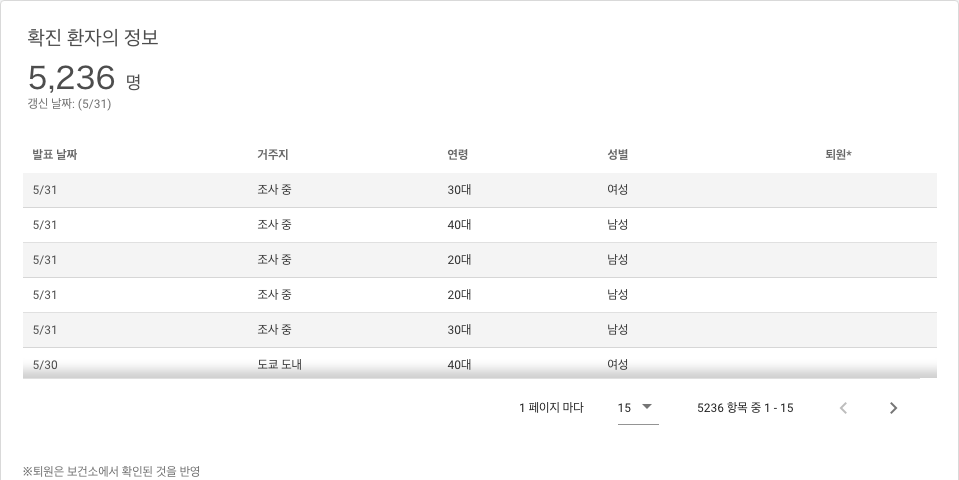 확진 환자의 정보
5,236 명
갱신 날짜: (5/31)
발표 날짜 거주지 연령 성별 퇴원*
5/31 조사 중 30대 여성
5/31 조사 중 40대 남성
5/31 조사 중 20대 남성
5/31 조사 중 20대 남성
5/31 조사 중 30대 남성
5/30 도쿄 도내 40대 여성
1 페이지 마다 15 5236 항목 중 1 - 15
※퇴원은 보건소에서 확인된 것을 반영